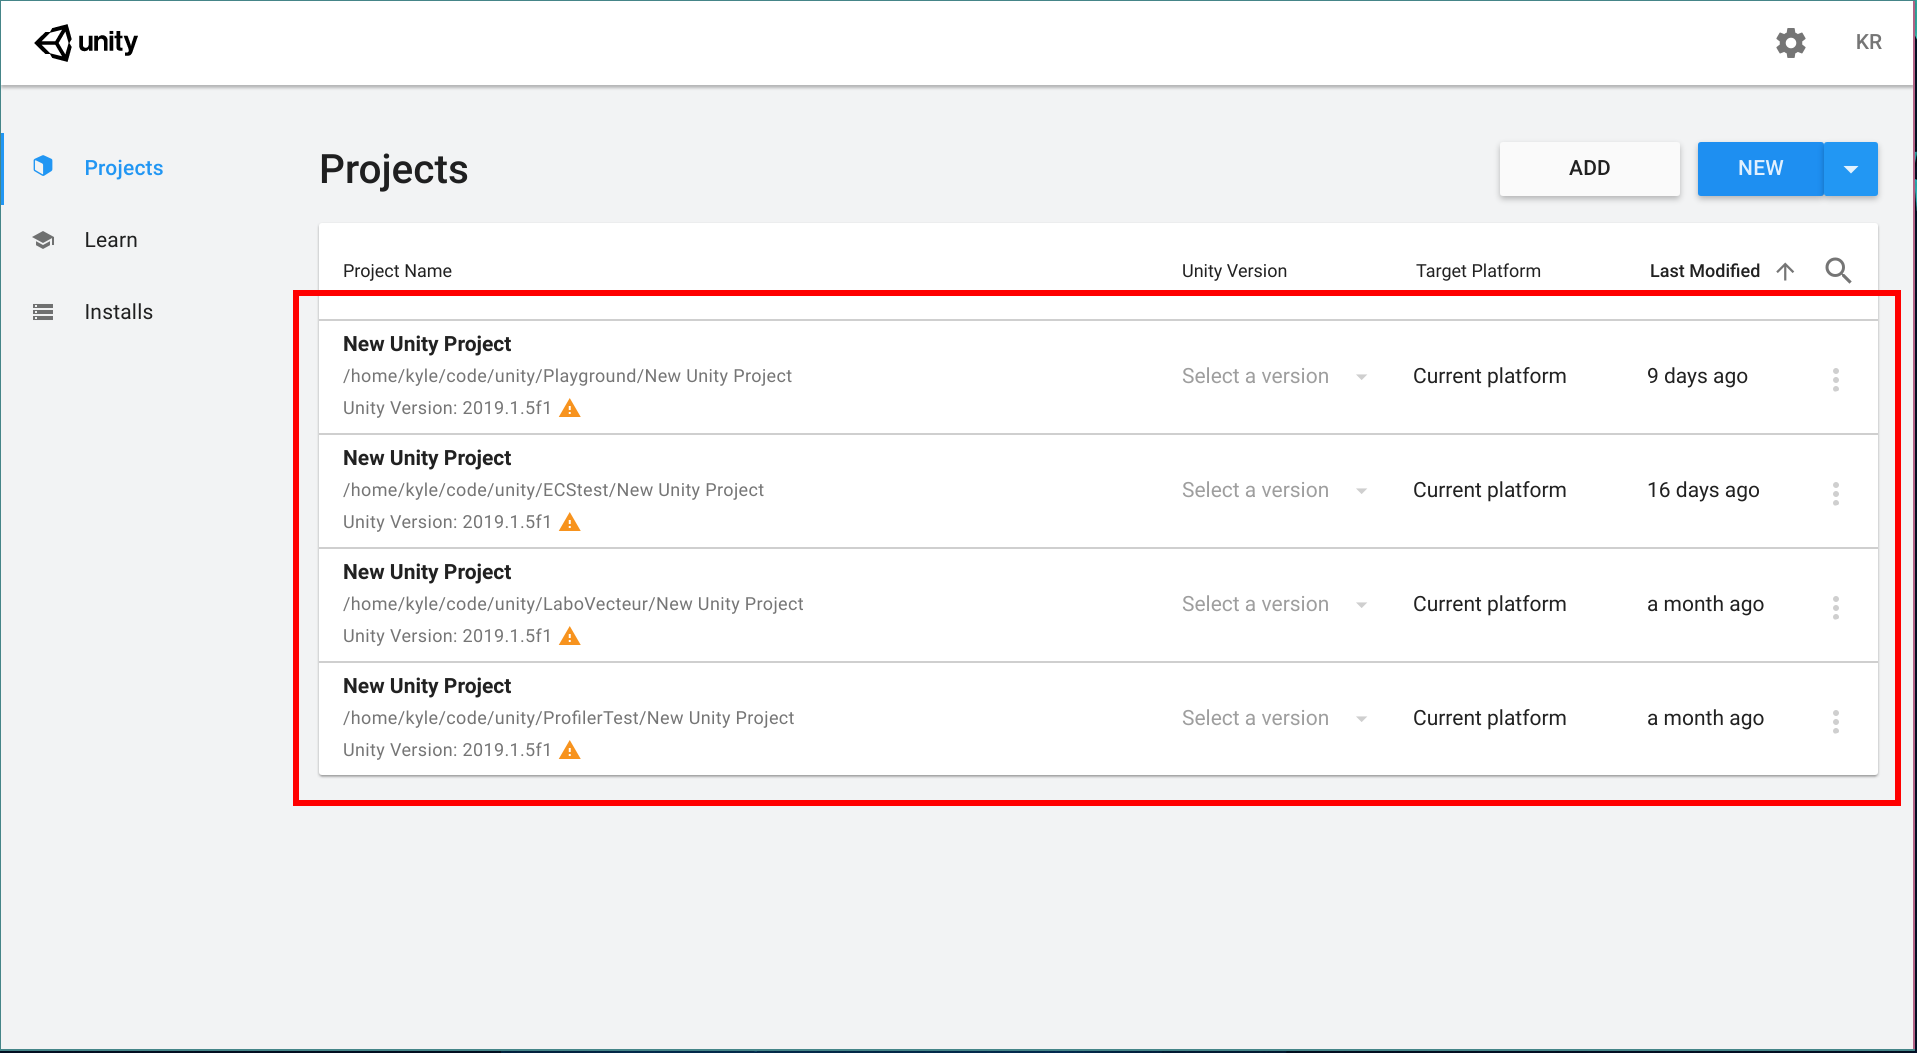 unity
KR
Projects
Learn
Installs
Projects
ADD
NEW
Project Name Unity Version Target Platform Last Modified
New Unity Project
/home/kyle/code/unity/Playground/New Unity Project Select a version Current platform 9 days ago
Unity Version: 2019.1.5f1
New Unity Project
/home/kyle/code/unity/ECStest/New Unity Project Select a version Current platform 16 days ago
Unity Version: 2019.1.5f1
New Unity Project
/home/kyle/code/unity/LaboVecteur/New Unity Project Select a version Current platform a month ago
Unity Version: 2019.1.5f1
New Unity Project
/home/kyle/code/unity/ProfilerTest/New Unity Project Select a version Current platform a month ago
Unity Version: 2019.1.5f1